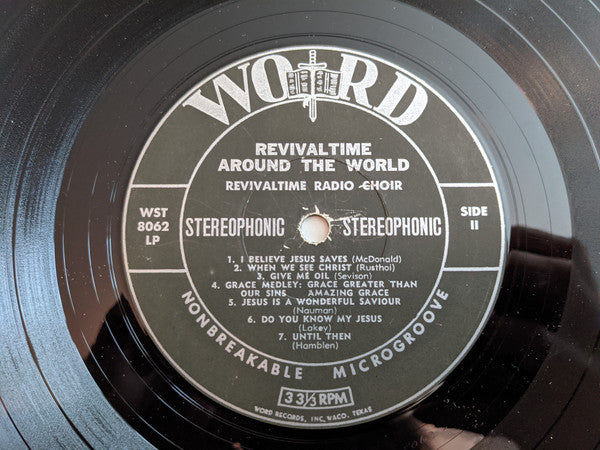 WORD
REVIVALTIME
AROUND THE WORLD
REVIVALTIME RADIO CHOIR
WST
8062
LP
STEREOPHONIC STEREOPHONIC
SIDE
II
1. I BELIEVE JESUS SAVES (McDonald)
2. WHEN WE SEE CHRIST (Rusthoi)
3. GIVE ME OIL (Sevison)
4. GRACE MEDLEY: GRACE GREATER THAN
OUR SINS AMAZING GRACE
5. JESUS IS A WONDERFUL SAVIOUR
(Nauman)
6. DO YOU KNOW MY JESUS
(Lakey)
7. UNTIL THEN
(Hamblen)
NONBREAKABLE MICROGROOVE
33⅓ RPM
WORD RECORDS, INC. WACO, TEXAS